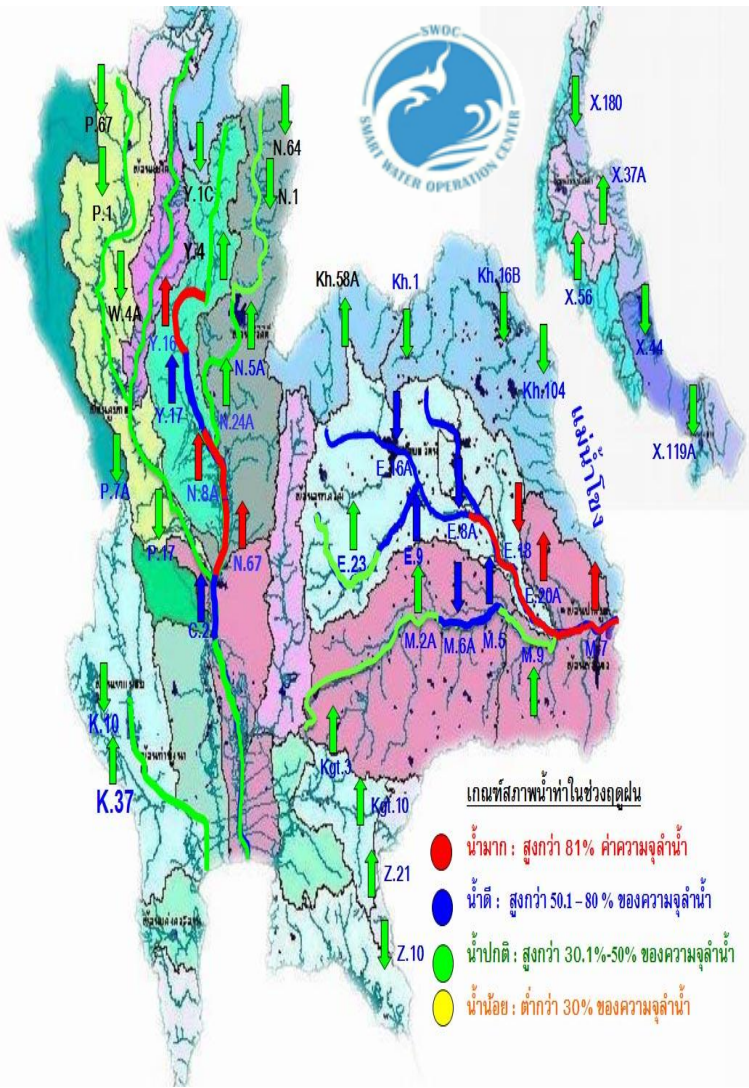 SWOC
SMART WATER OPERATION CENTER
P.67
P.1
W.4A
Y.1C
N.64
N.1
Y.4
Y.16
Y.17
N.5A
N.24A
N.8A
N.67
P.7A
P.17
C.2
K.10
K.37
Kh.58A
Kh.1
Kh.16B
Kh.104
แม่น้ำโขง
E.16A
E.8A
E.23
E.9
E.18
E.20A
M.2A
M.6A
M.5
M.9
M.7
Kgt.3
Kgt.10
Z.21
Z.10
X.180
X.37A
X.56
X.44
X.119A
เกณฑ์สภาพน้ำท่าในช่วงฤดูฝน
น้ำมาก : สูงกว่า 81% ค่าความจุลำน้ำ
น้ำดี : สูงกว่า 50.1 – 80 % ของความจุลำน้ำ
น้ำปกติ : สูงกว่า 30.1%-50% ของความจุลำน้ำ
น้ำน้อย : ต่ำกว่า 30% ของความจุลำน้ำ